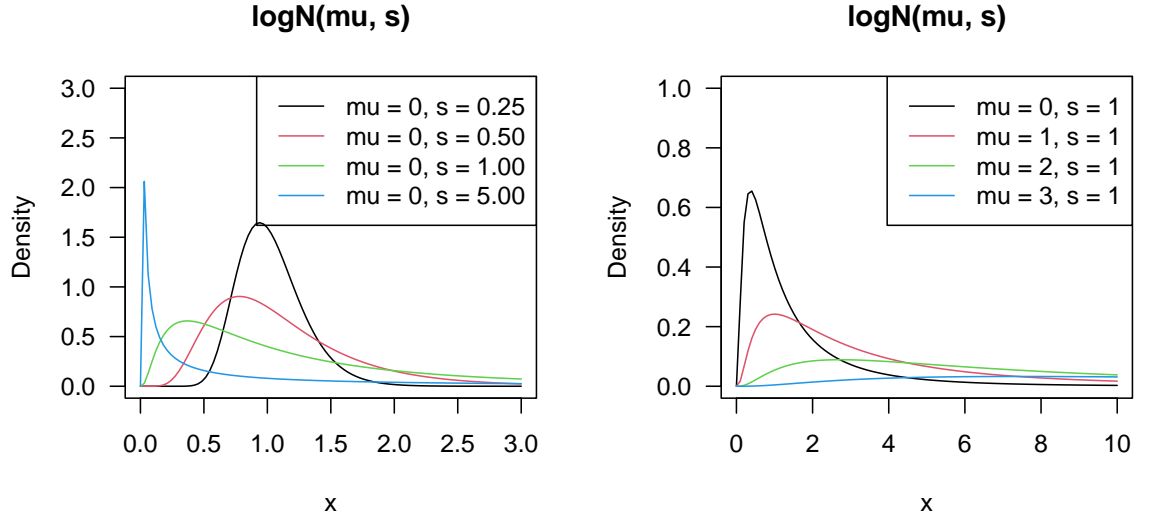 logN(mu, s)
3.0
2.5
2.0
1.5
1.0
0.5
0.0
Density
mu = 0, s = 0.25
mu = 0, s = 0.50
mu = 0, s = 1.00
mu = 0, s = 5.00
0.0 0.5 1.0 1.5 2.0 2.5 3.0
x
logN(mu, s)
1.0
0.8
0.6
0.4
0.2
0.0
Density
mu = 0, s = 1
mu = 1, s = 1
mu = 2, s = 1
mu = 3, s = 1
0 2 4 6 8 10
x